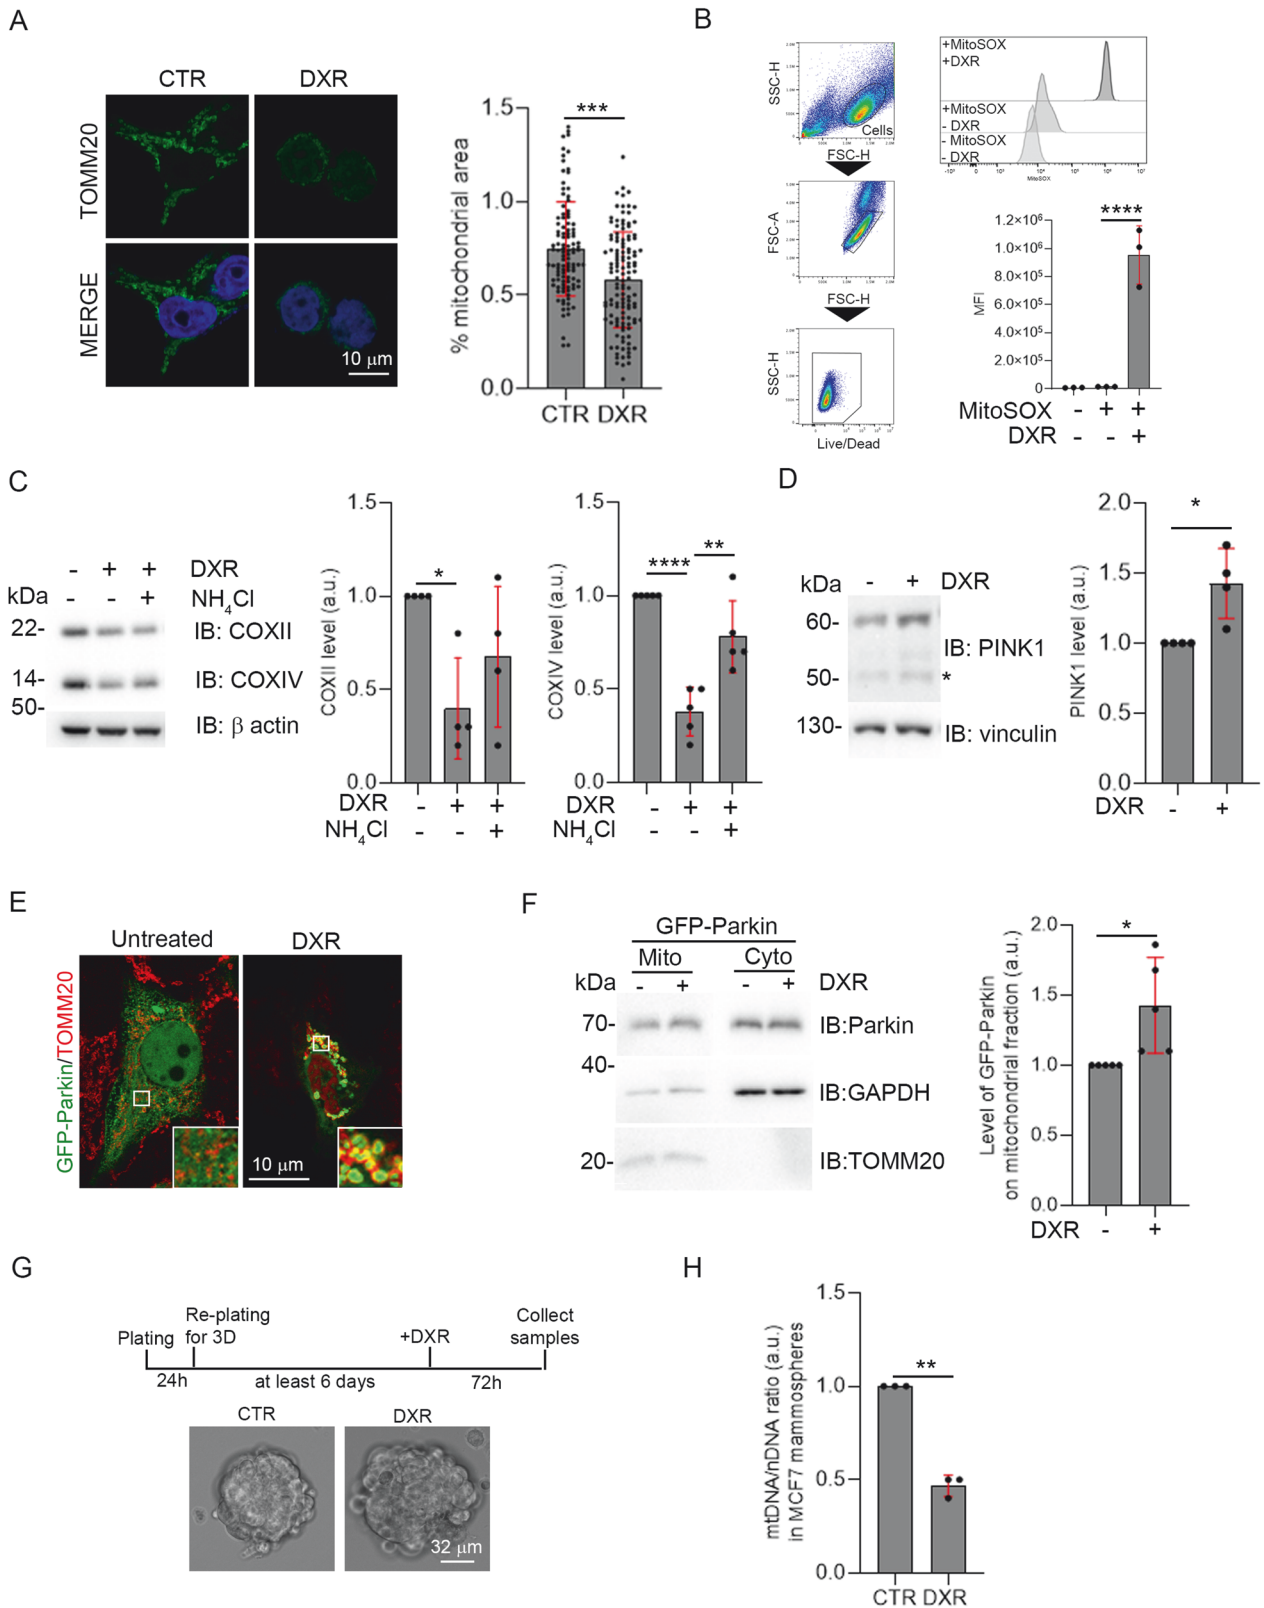 A
CTR DXR
TOMM20
MERGE
10 µm
% mitochondrial area
1.5
1.0
0.5
0.0
***
CTR DXR
B
SSC-H
Cells
FSC-H
FSC-A
FSC-H
SSC-H
Live/Dead
+MitoSOX
+DXR
+MitoSOX
- DXR
- MitoSOX
- DXR
MitoSOX
MFI
1.2×10⁶
1.0×10⁶
8.0×10⁵
6.0×10⁵
4.0×10⁵
2.0×10⁵
0
****
MitoSOX - + +
DXR - - +
C
- + + DXR
kDa - - + NH₄Cl
22- IB: COXII
14- IB: COXIV
50- IB: β actin
COXII level (a.u.)
1.5
1.0
0.5
0.0
*
DXR - + +
NH₄Cl - - +
COXIV level (a.u.)
1.5
1.0
0.5
0.0
**** **
DXR - + +
NH₄Cl - - +
D
kDa - + DXR
60-
IB: PINK1
50- *
130- IB: vinculin
PINK1 level (a.u.)
2.0
1.5
1.0
0.5
0.0
*
DXR - +
E
Untreated DXR
GFP-Parkin/TOMM20
10 µm
F
GFP-Parkin
Mito Cyto
kDa - + - + DXR
70- IB:Parkin
40-
IB:GAPDH
20- IB:TOMM20
Level of GFP-Parkin
on mitochondrial fraction (a.u.)
2.0
1.5
1.0
0.5
0.0
*
DXR - +
G
Plating
Re-plating
for 3D
+DXR
Collect
samples
24h at least 6 days 72h
CTR DXR
32 µm
H
mtDNA/nDNA ratio (a.u.)
in MCF7 mammospheres
1.5
1.0
0.5
0.0
**
CTR DXR